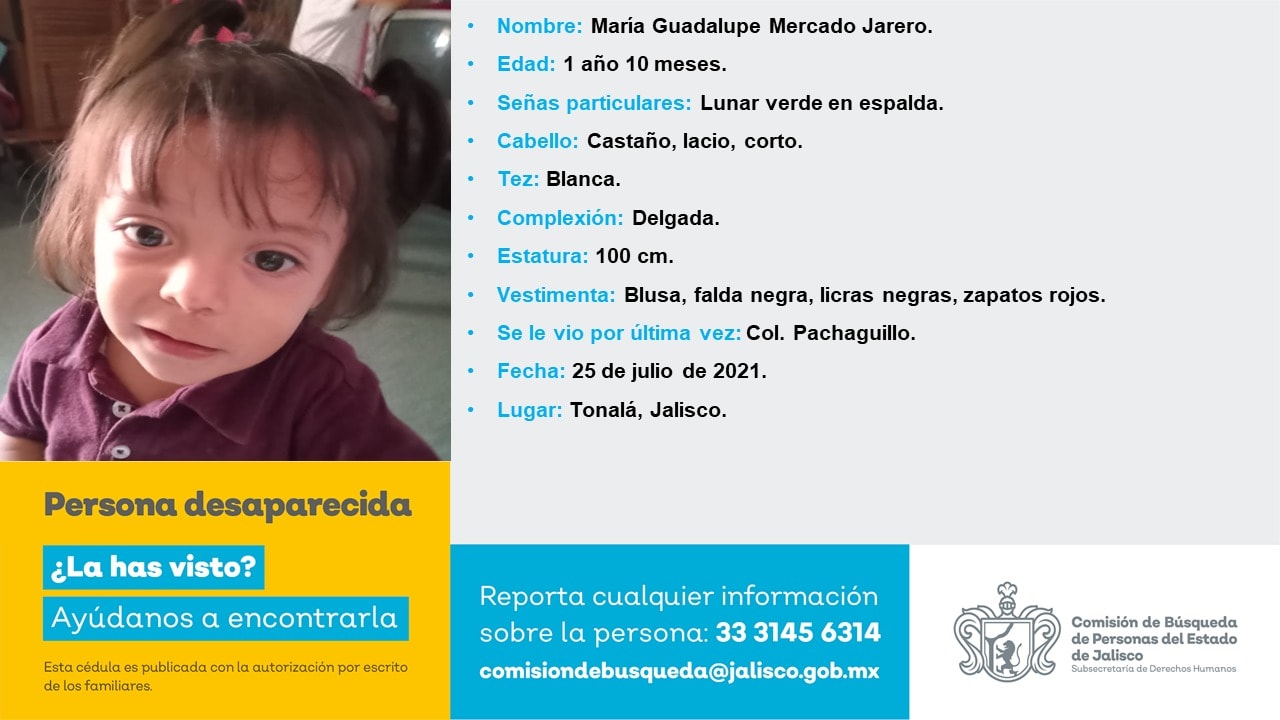 Nombre: María Guadalupe Mercado Jarero.
Edad: 1 año 10 meses.
Señas particulares: Lunar verde en espalda.
Cabello: Castaño, lacio, corto.
Tez: Blanca.
Complexión: Delgada.
Estatura: 100 cm.
Vestimenta: Blusa, falda negra, licras negras, zapatos rojos.
Se le vio por última vez: Col. Pachaguillo.
Fecha: 25 de julio de 2021.
Lugar: Tonalá, Jalisco.
Persona desaparecida
¿La has visto?
Ayúdanos a encontrarla
Esta cédula es publicada con la autorización por escrito
de los familiares.
Reporta cualquier información
sobre la persona: 33 3145 6314
comisiondebusqueda@jalisco.gob.mx
Comisión de Búsqueda
de Personas del Estado
de Jalisco
Subsecretaría de Derechos Humanos